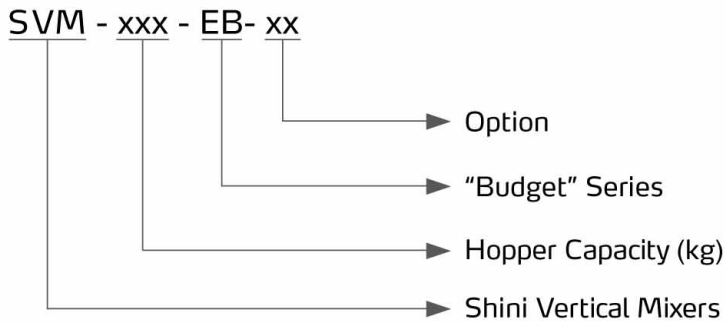 SVM - xxx - EB- xx
Option
“Budget” Series
Hopper Capacity (kg)
Shini Vertical Mixers